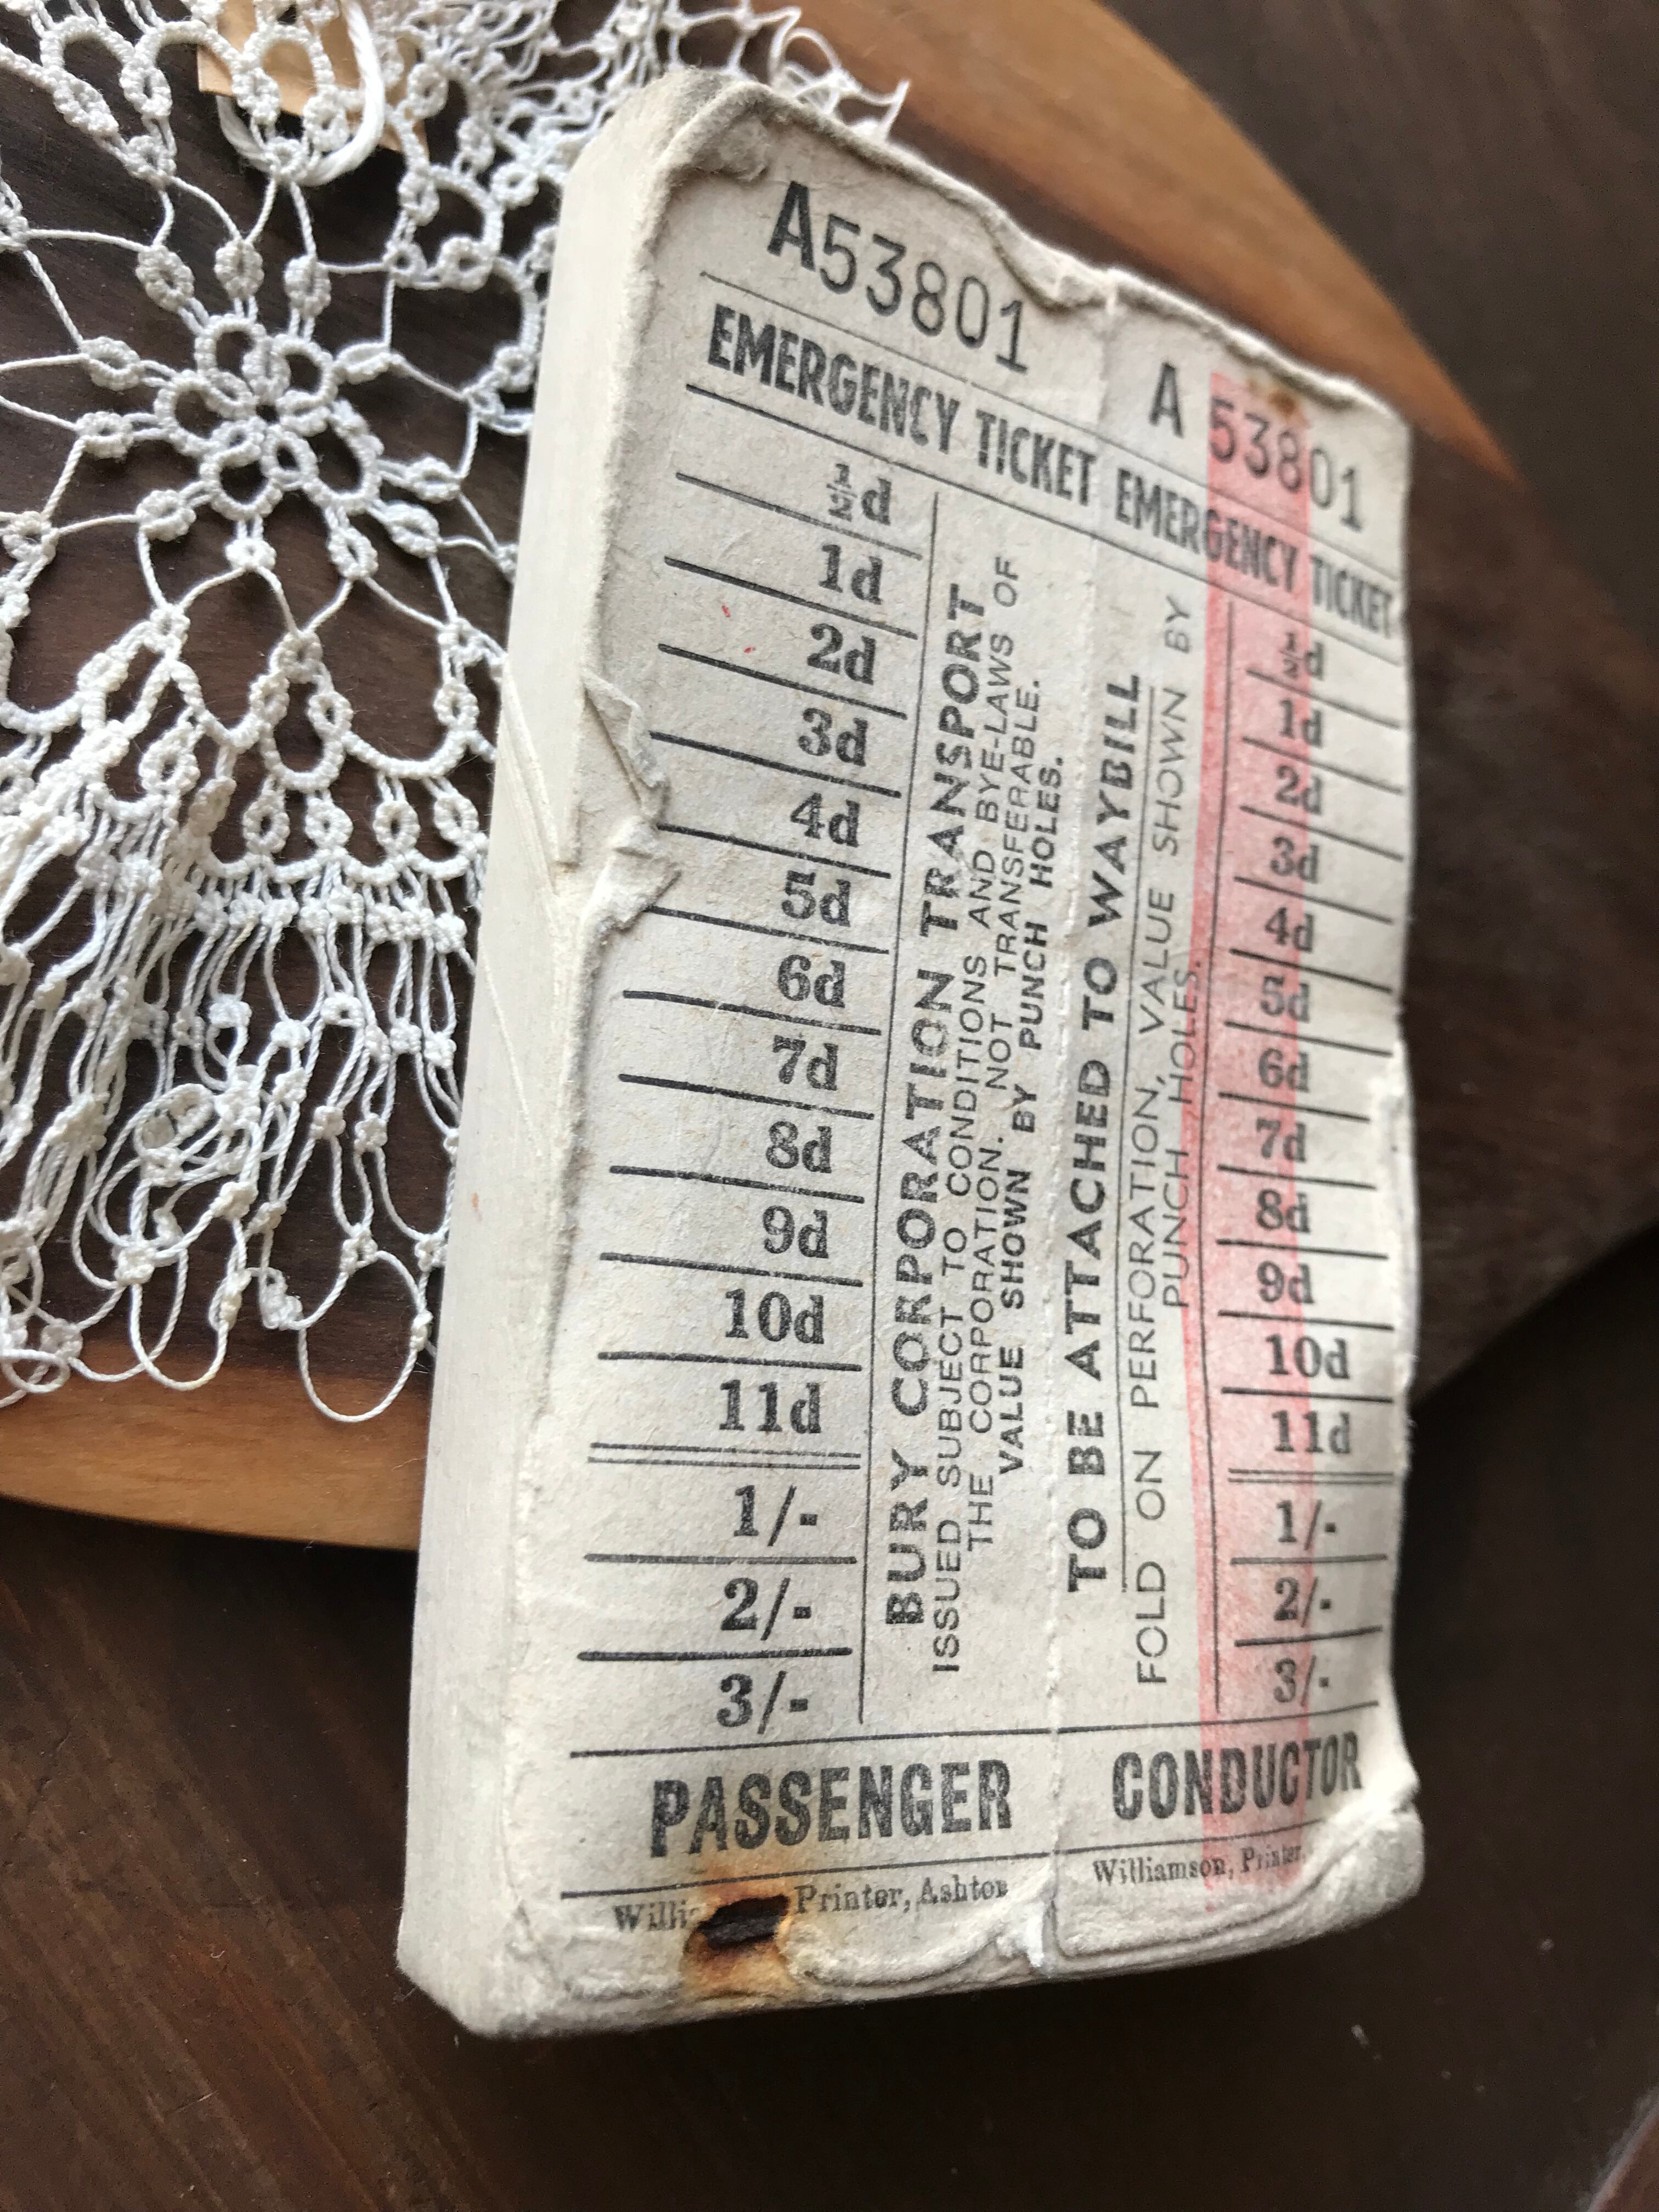 A53801
EMERGENCY TICKET
½d
1d
2d
3d
4d
5d
6d
7d
8d
9d
10d
11d
1/-
2/-
3/-
BURY CORPORATION TRANSPORT
ISSUED SUBJECT TO CONDITIONS AND BYE-LAWS OF
THE CORPORATION. NOT TRANSFERABLE.
VALUE SHOWN BY PUNCH HOLES.
PASSENGER
Printer, Ashton
A 53801
EMERGENCY TICKET
TO BE ATTACHED TO WAYBILL
FOLD ON PERFORATION, VALUE SHOWN BY
PUNCH HOLES.
½d
1d
2d
3d
4d
5d
6d
7d
8d
9d
10d
11d
1/-
2/-
3/-
CONDUCTOR
Williamson, Printer,